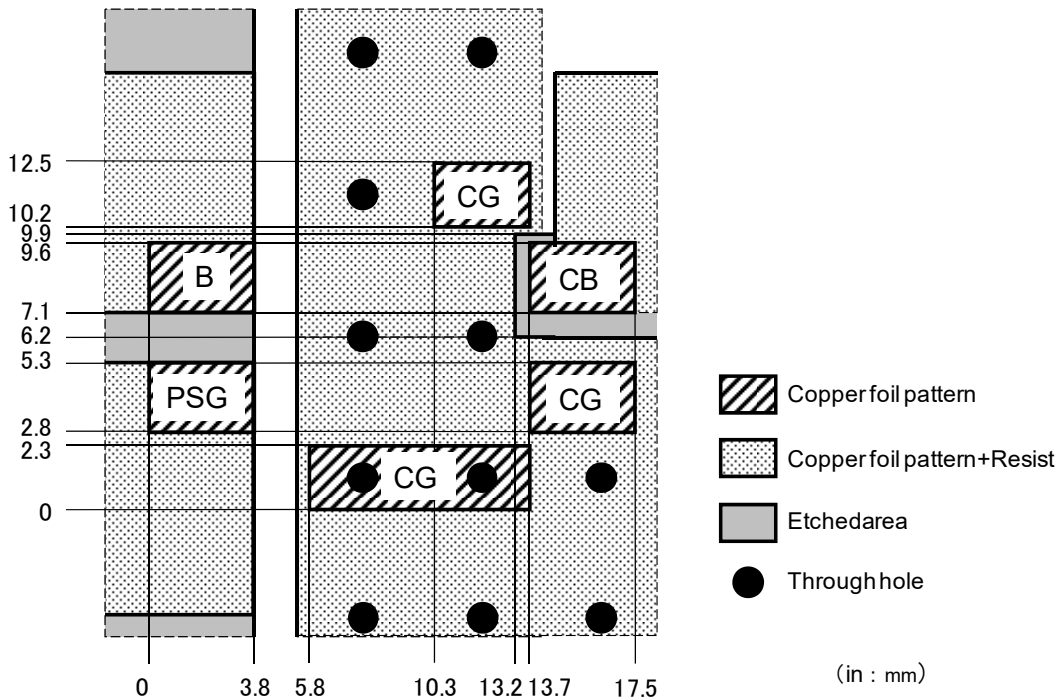 12.5
10.2
9.9
9.6
7.1
6.2
5.3
2.8
2.3
0
CG
B
CB
PSG
CG
CG
Copper foil pattern
Copper foil pattern+Resist
Etchedarea
Through hole
0
3.8
5.8
10.3
13.2
13.7
17.5
(in : mm)